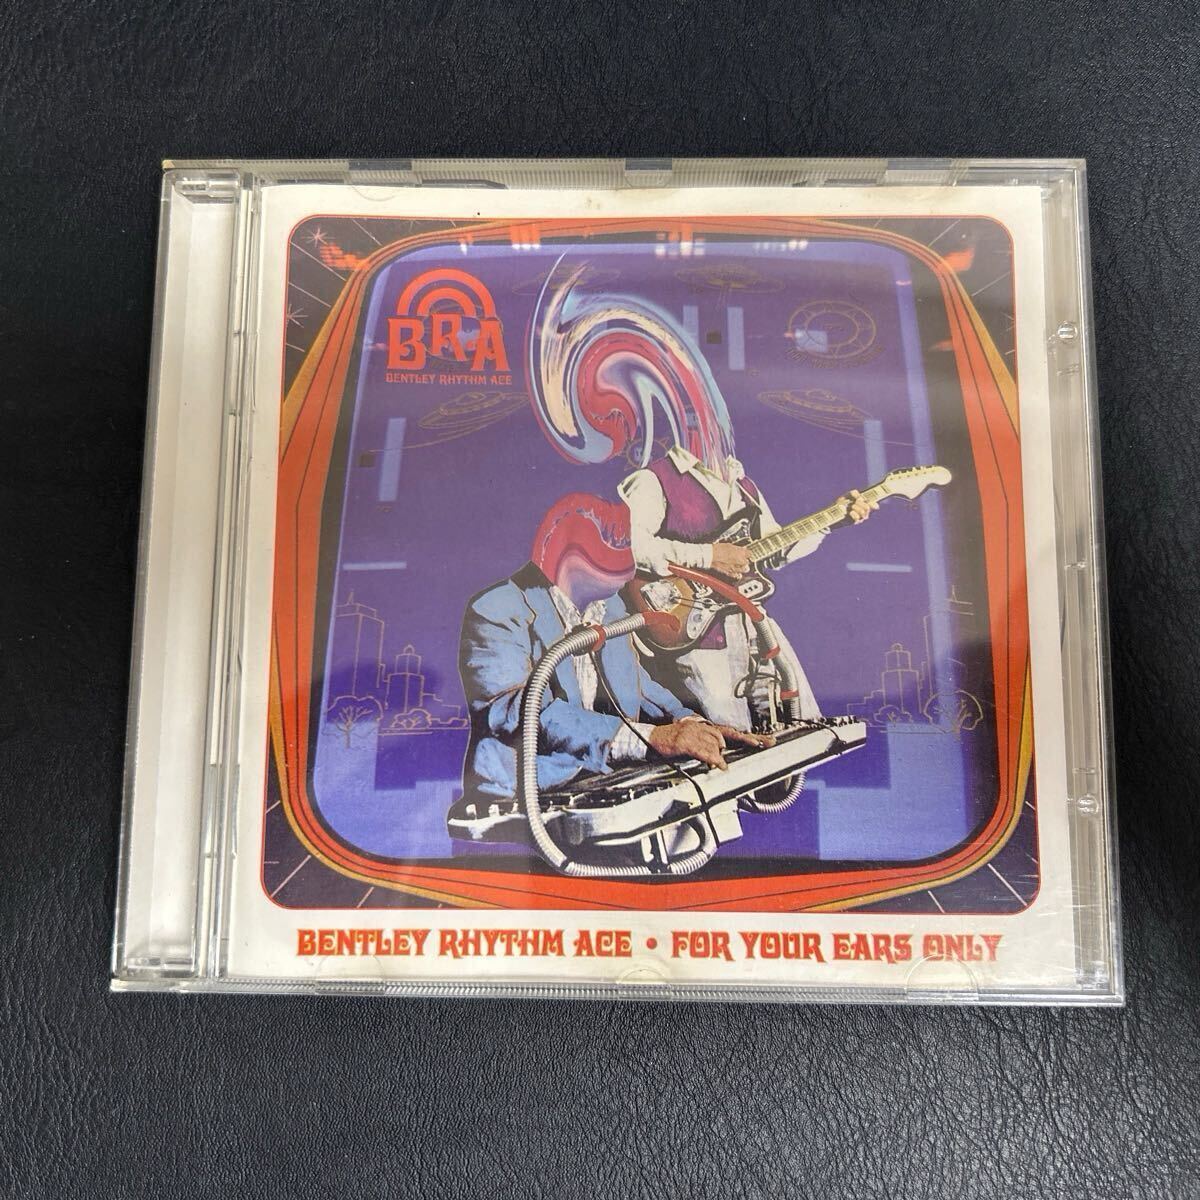 BRA
BENTLEY RHYTHM ACE
BENTLEY RHYTHM ACE • FOR YOUR EARS ONLY